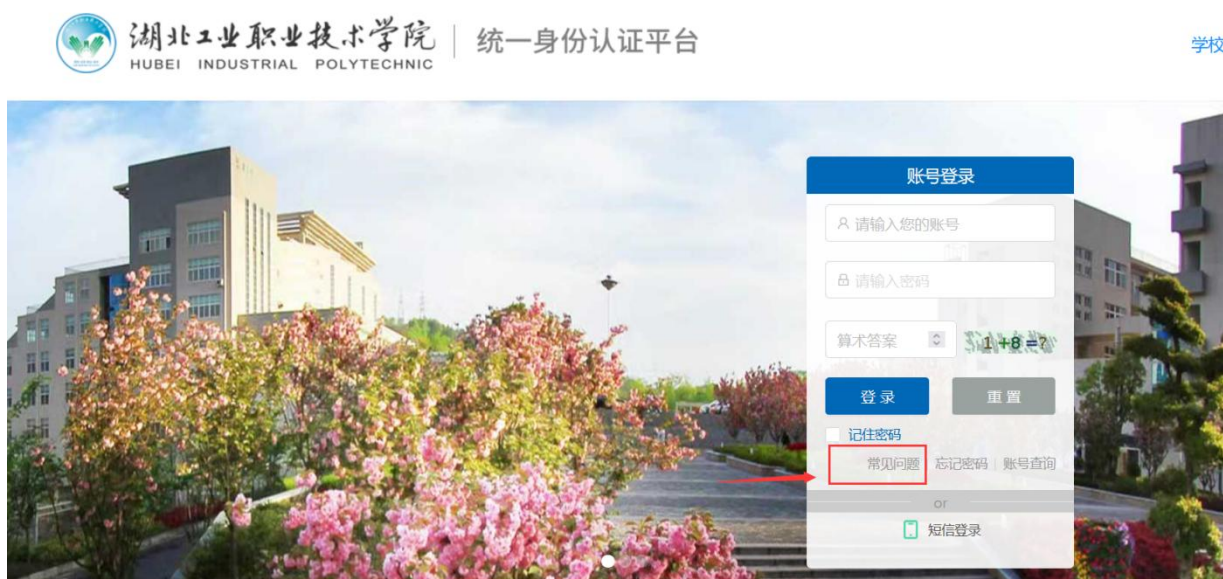 湖北工业职业技术学院 统一身份认证平台
HUBEI INDUSTRIAL POLYTECHNIC
学校
账号登录
请输入您的账号
请输入密码
算术答案 1+8=?
登 录 重 置
记住密码
常见问题 忘记密码 账号查询
or
短信登录